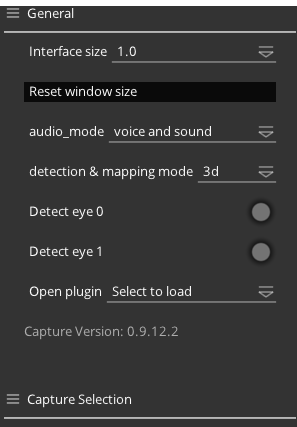 General
Interface size 1.0
Reset window size
audio_mode voice and sound
detection & mapping mode 3d
Detect eye 0
Detect eye 1
Open plugin Select to load
Capture Version: 0.9.12.2
Capture Selection